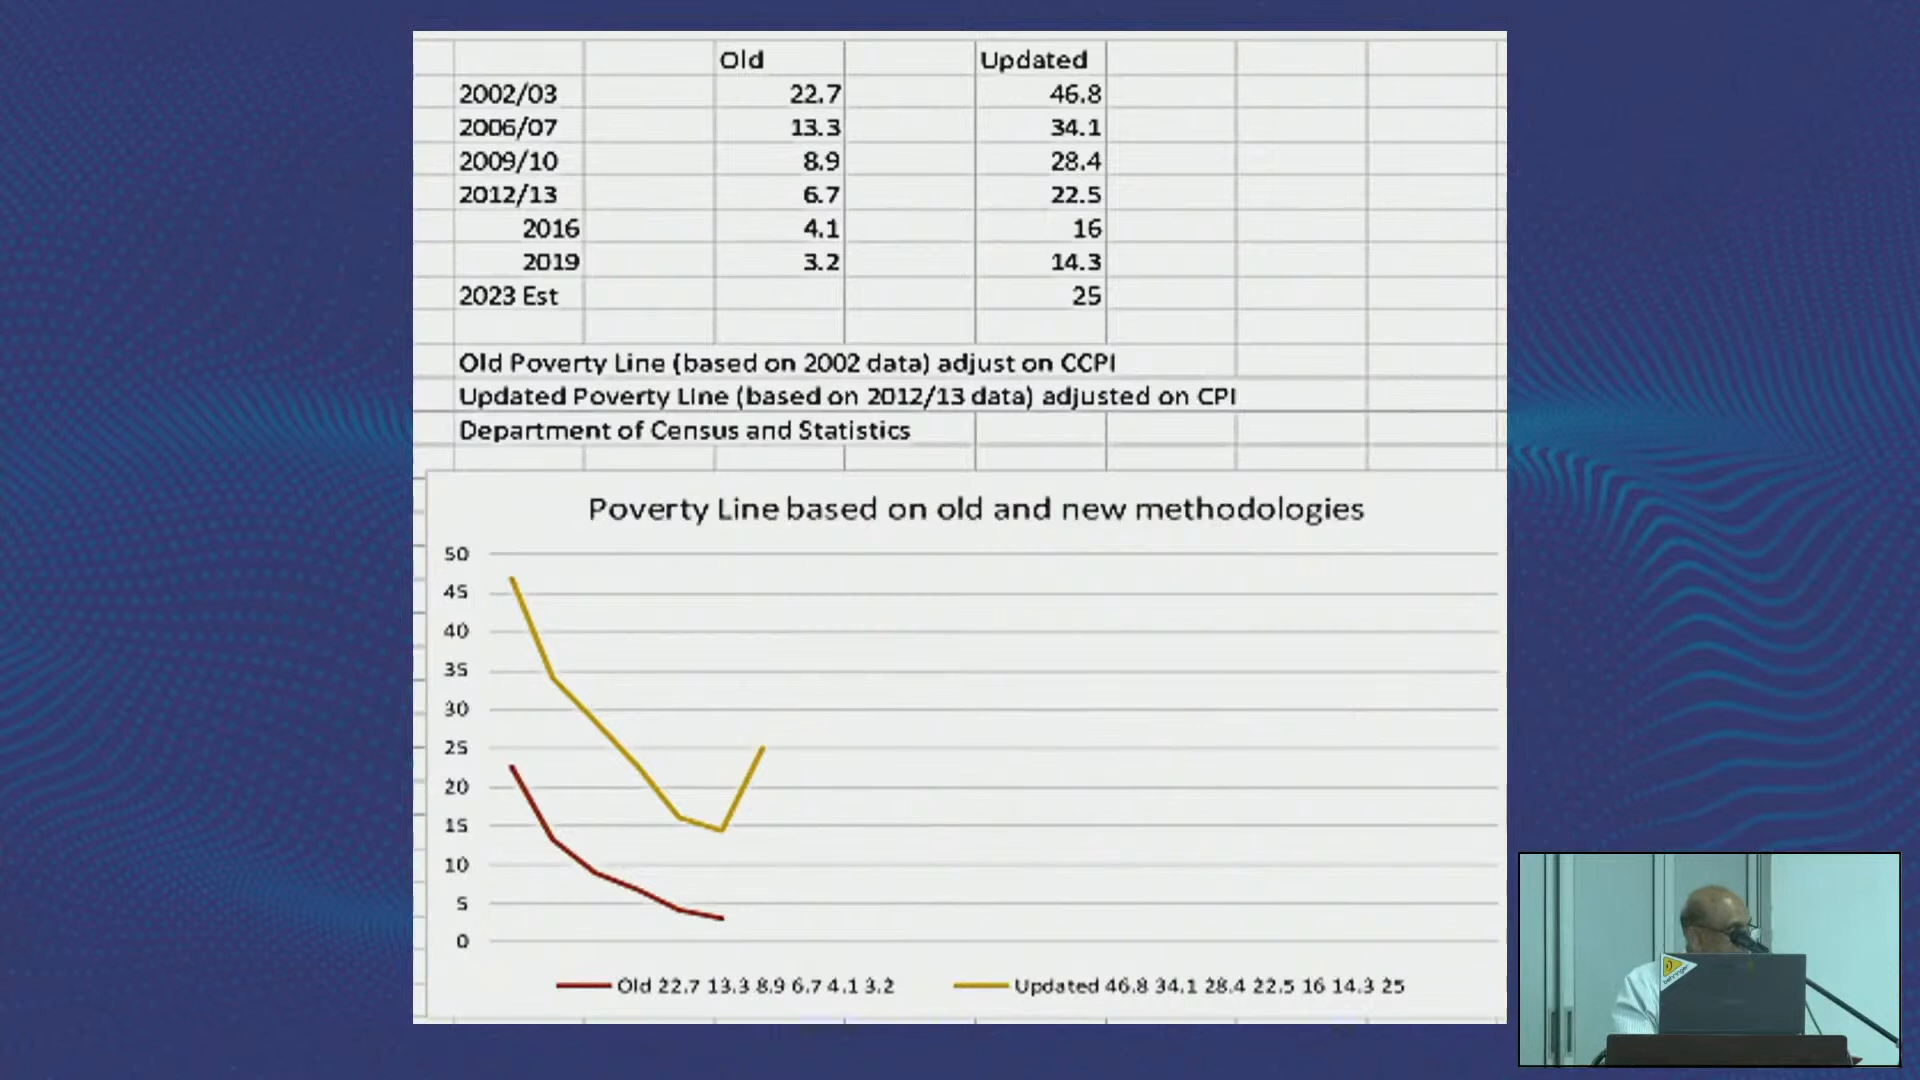 Old Updated
2002/03 22.7 46.8
2006/07 13.3 34.1
2009/10 8.9 28.4
2012/13 6.7 22.5
2016 4.1 16
2019 3.2 14.3
2023 Est 25
Old Poverty Line (based on 2002 data) adjust on CCPI
Updated Poverty Line (based on 2012/13 data) adjusted on CPI
Department of Census and Statistics
Poverty Line based on old and new methodologies
50
45
40
35
30
25
20
15
10
5
0
Old 22.7 13.3 8.9 6.7 4.1 3.2 Updated 46.8 34.1 28.4 22.5 16 14.3 25
behringer